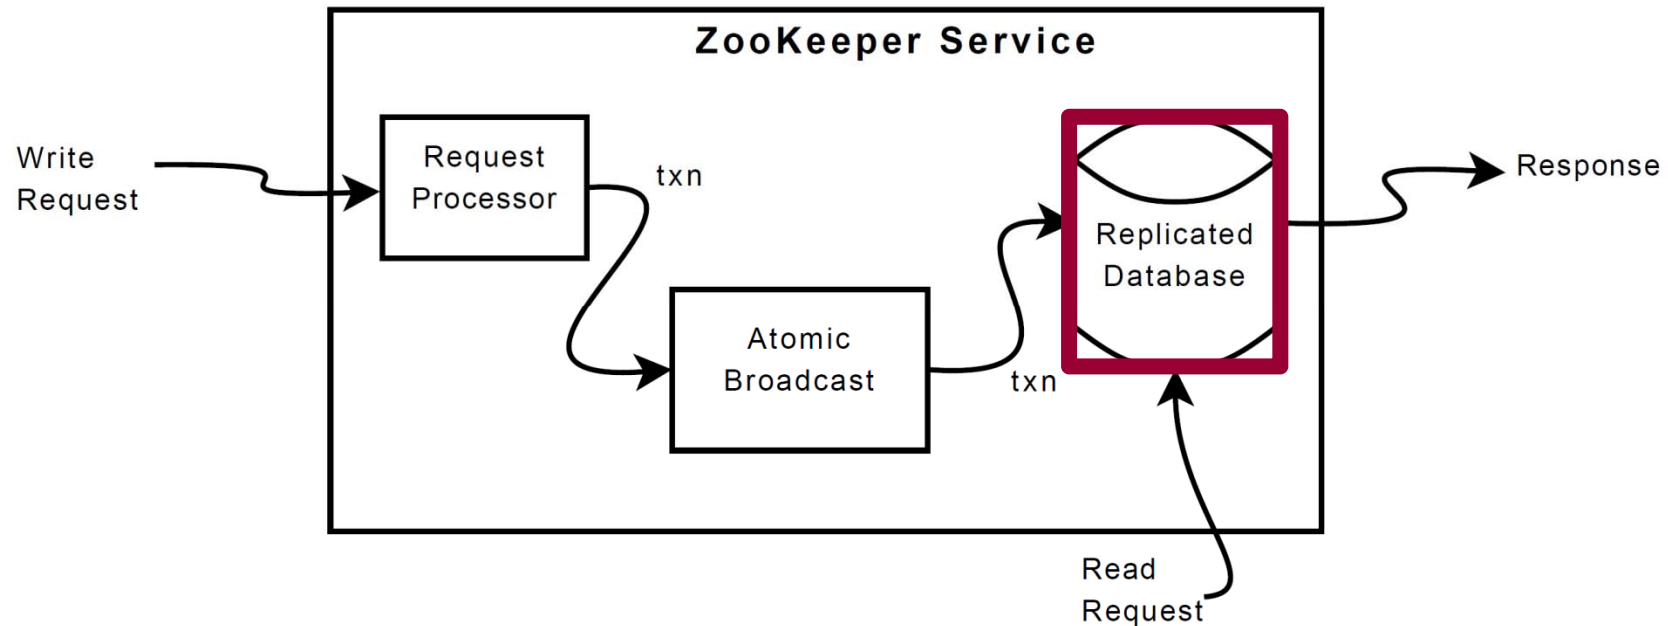 ZooKeeper Service
Write
Request
Request
Processor
txn
Atomic
Broadcast
txn
Replicated
Database
Response
Read
Request